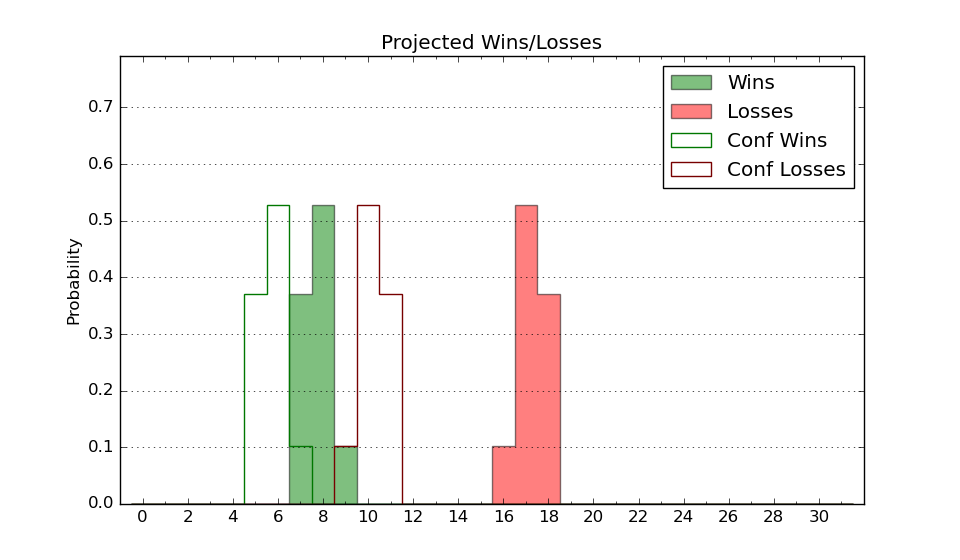 Projected Wins/Losses
Wins
Losses
Conf Wins
Conf Losses
Probability
0.7
0.6
0.5
0.4
0.3
0.2
0.1
0.0
0 2 4 6 8 10 12 14 16 18 20 22 24 26 28 30